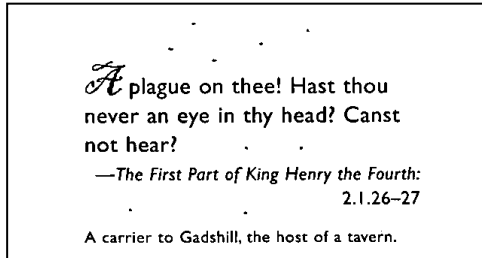 A plague on thee! Hast thou
never an eye in thy head? Canst
not hear?
—The First Part of King Henry the Fourth:
2.1.26–27
A carrier to Gadshill, the host of a tavern.